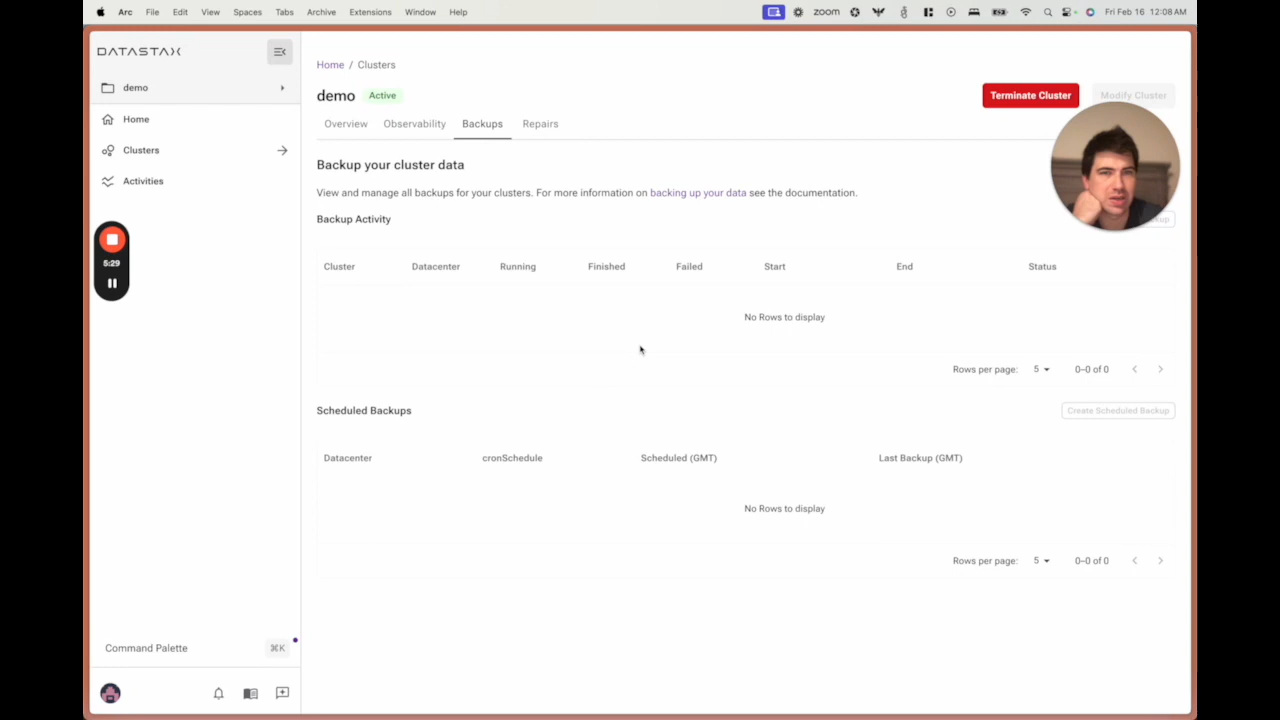 Arc File Edit View Spaces Tabs Archive Extensions Window Help zoom Fri Feb 16 12:08AM
DATASTAX
demo
Home
Clusters
Activities
5:29
Command Palette ⌘K
Home / Clusters
demo Active Terminate Cluster Modify Cluster
Overview Observability Backups Repairs
Backup your cluster data
View and manage all backups for your clusters. For more information on backing up your data see the documentation.
Backup Activity
Cluster Datacenter Running Finished Failed Start End Status
No Rows to display
Rows per page: 5 0–0 of 0
Scheduled Backups Create Scheduled Backup
Datacenter cronSchedule Scheduled (GMT) Last Backup (GMT)
No Rows to display
Rows per page: 5 0–0 of 0